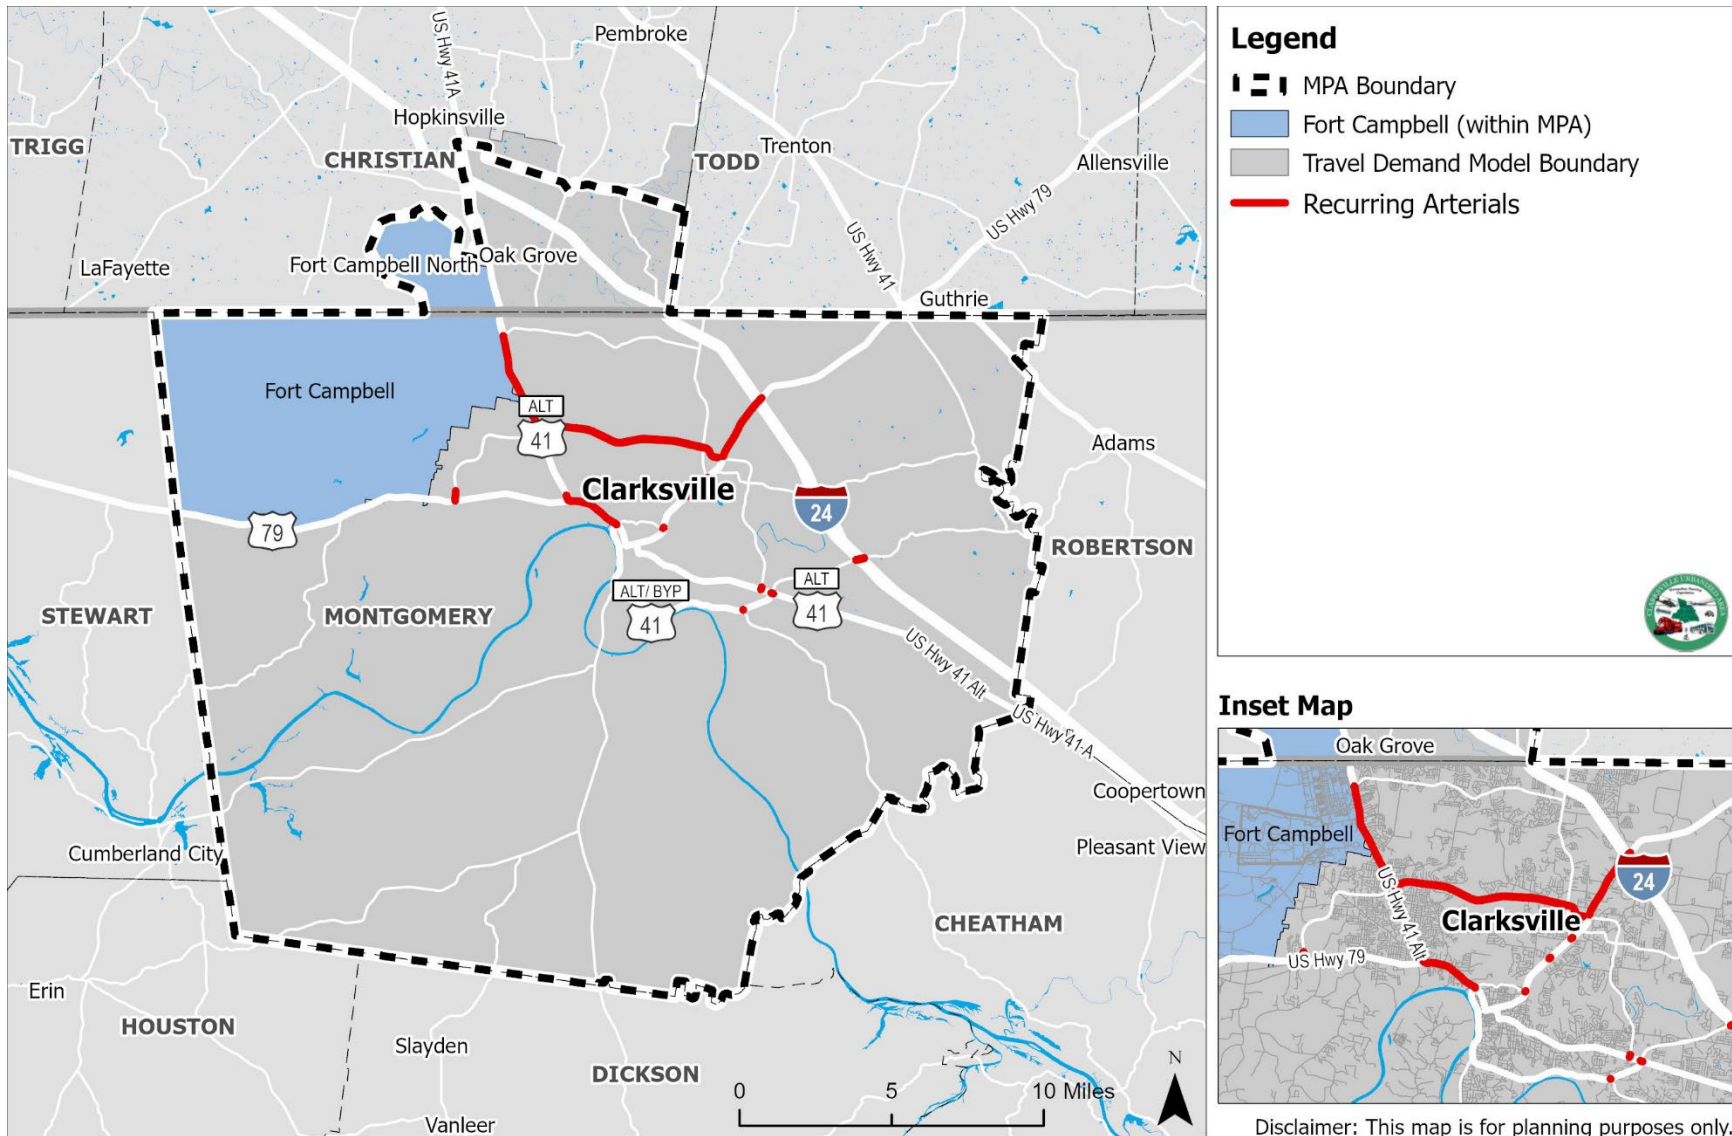 Pembroke
US Hwy 41A
Hopkinsville
TRIGG
CHRISTIAN
TODD
Trenton
Allensville
US Hwy 79
US Hwy 41
LaFayette
Fort Campbell North
Oak Grove
Guthrie
Fort Campbell
ALT
41
Adams
Clarksville
24
79
ROBERTSON
STEWART
MONTGOMERY
ALT/ BYP
41
ALT
41
US Hwy 41 Alt
US Hwy 41 A
Coopertown
Cumberland City
Pleasant View
CHEATHAM
Erin
HOUSTON
Slayden
DICKSON
Vanleer
0 5 10 Miles
N
Legend
MPA Boundary
Fort Campbell (within MPA)
Travel Demand Model Boundary
Recurring Arterials
Inset Map
Oak Grove
Fort Campbell
24
US Hwy 41 Alt
Clarksville
US Hwy 79
Disclaimer: This map is for planning purposes only.